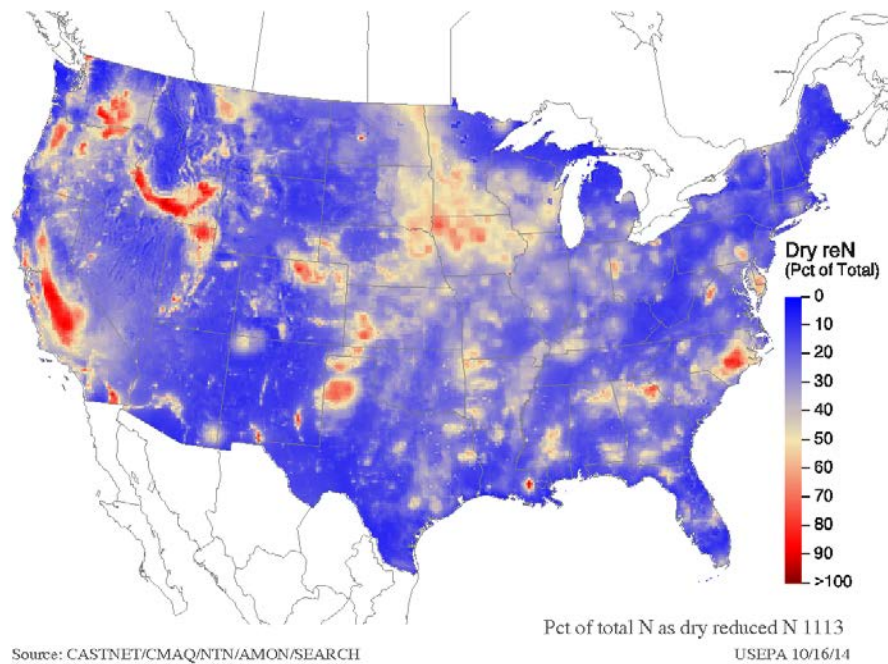 Dry reN
(Pct of Total)
0
10
20
30
40
50
60
70
80
90
>100
Pct of total N as dry reduced N 1113
Source: CASTNET/CMAQ/NTN/AMON/SEARCH
USEPA 10/16/14